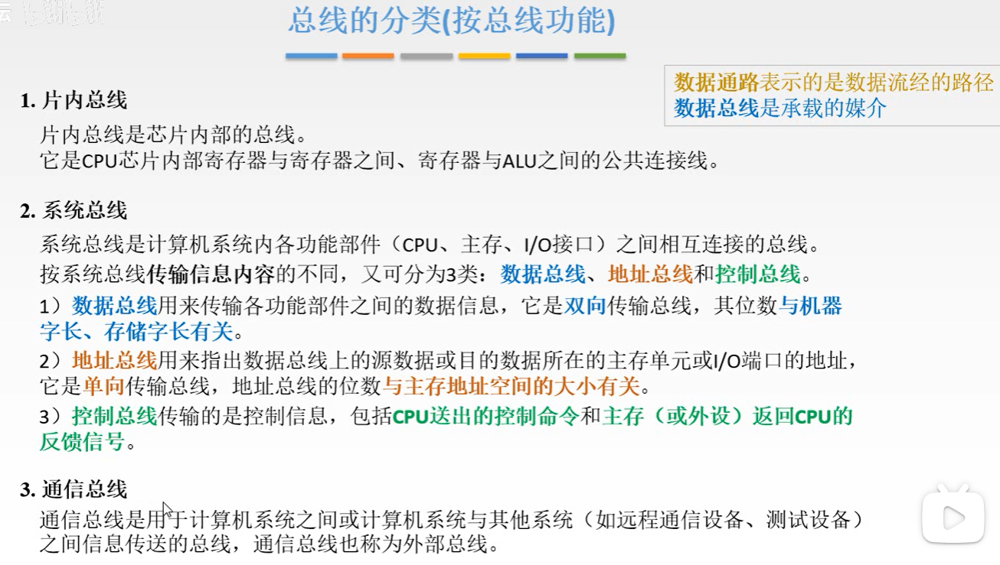 总线的分类(按总线功能)
数据通路表示的是数据流经的路径
数据总线是承载的媒介
1. 片内总线
片内总线是芯片内部的总线。
它是CPU芯片内部寄存器与寄存器之间、寄存器与ALU之间的公共连接线。
2. 系统总线
系统总线是计算机系统内各功能部件（CPU、主存、I/O接口）之间相互连接的总线。
按系统总线传输信息内容的不同，又可分为3类：数据总线、地址总线和控制总线。
1）数据总线用来传输各功能部件之间的数据信息，它是双向传输总线，其位数与机器
字长、存储字长有关。
2）地址总线用来指出数据总线上的源数据或目的数据所在的主存单元或I/O端口的地址，
它是单向传输总线，地址总线的位数与主存地址空间的大小有关。
3）控制总线传输的是控制信息，包括CPU送出的控制命令和主存（或外设）返回CPU的
反馈信号。
3. 通信总线
通信总线是用于计算机系统之间或计算机系统与其他系统（如远程通信设备、测试设备）
之间信息传送的总线，通信总线也称为外部总线。